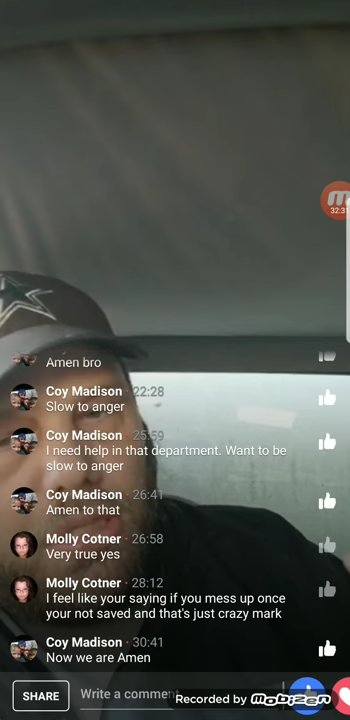 32:31
Amen bro
Coy Madison · 22:28
Slow to anger
Coy Madison · 25:59
I need help in that department. Want to be
slow to anger
Coy Madison · 26:41
Amen to that
Molly Cotner · 26:58
Very true yes
Molly Cotner · 28:12
I feel like your saying if you mess up once
your not saved and that's just crazy mark
Coy Madison · 30:41
Now we are Amen
SHARE
Write a comment
Recorded by Mobizen